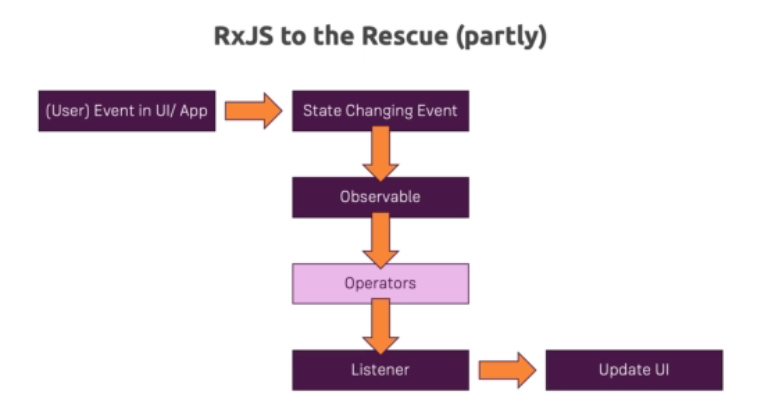 RxJS to the Rescue (partly)
(User) Event in UI/ App
State Changing Event
Observable
Operators
Listener
Update UI